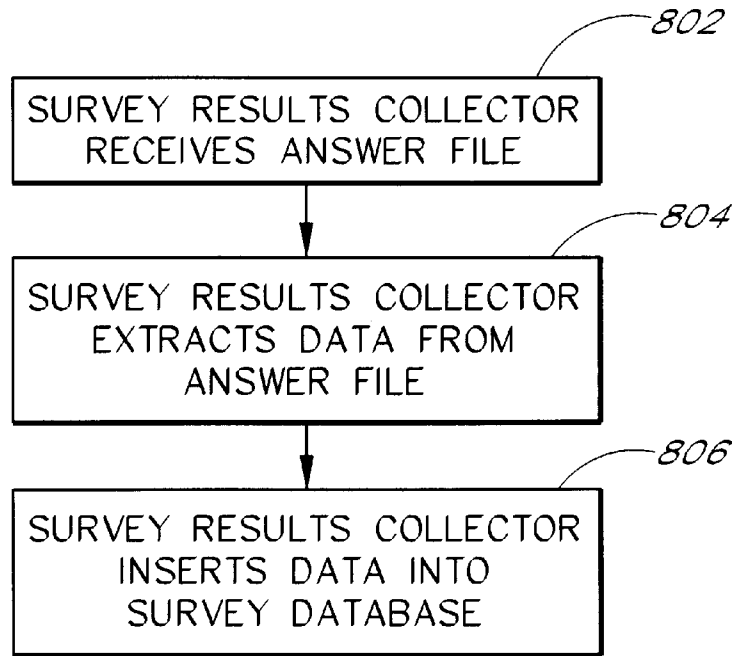 802
SURVEY RESULTS COLLECTOR
RECEIVES ANSWER FILE
804
SURVEY RESULTS COLLECTOR
EXTRACTS DATA FROM
ANSWER FILE
806
SURVEY RESULTS COLLECTOR
INSERTS DATA INTO
SURVEY DATABASE